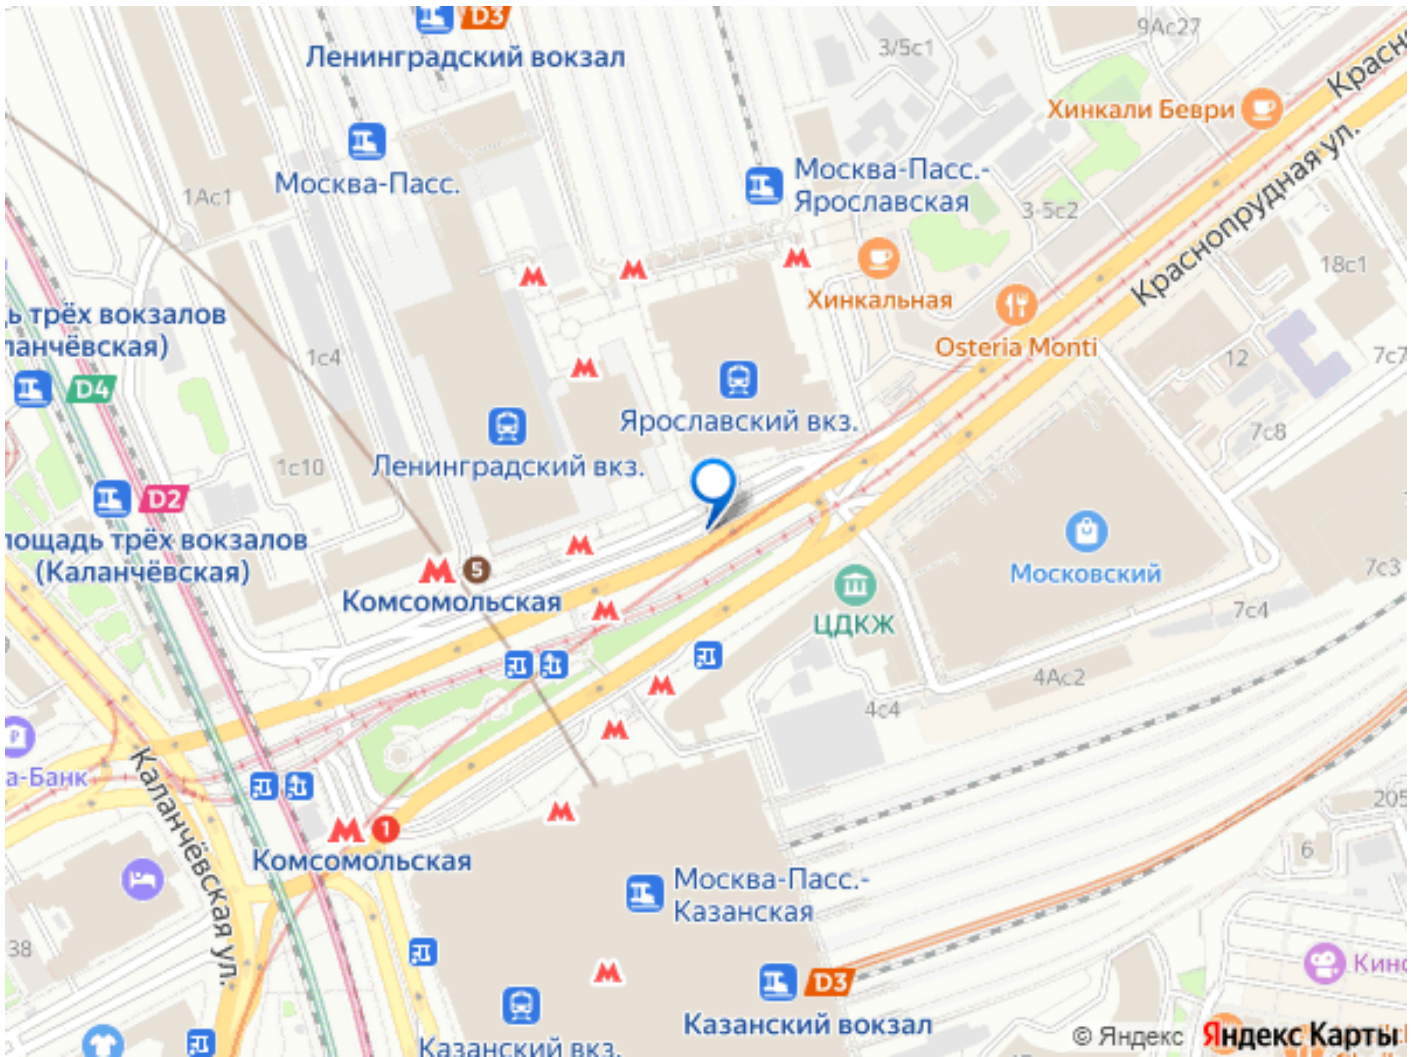 D3
Ленинградский вокзал
3/5с1
9Ас27
Красн
Хинкали Беври
Москва-Пасс.
Москва-Пасс.-
Ярославская
1Ас1
3-5с2
Краснопрудная ул.
18с1
Хинкальная
Osteria Monti
ь трёх вокзалов
ланчёвская)
D4
1с4
12
7с7
Ярославский вкз.
7с8
Ленинградский вкз.
1с10
D2
лощадь трёх вокзалов
(Каланчёвская)
5
Комсомольская
Московский
7с3
ЦДКЖ
7с4
4Ас2
4с4
а-Банк
Каланчёвская ул.
1
Комсомольская
205
6
Москва-Пасс.-
Казанская
38
D3
Казанский вокзал
Кино
Казанский вкз.
© Яндекс
Яндекс Карты